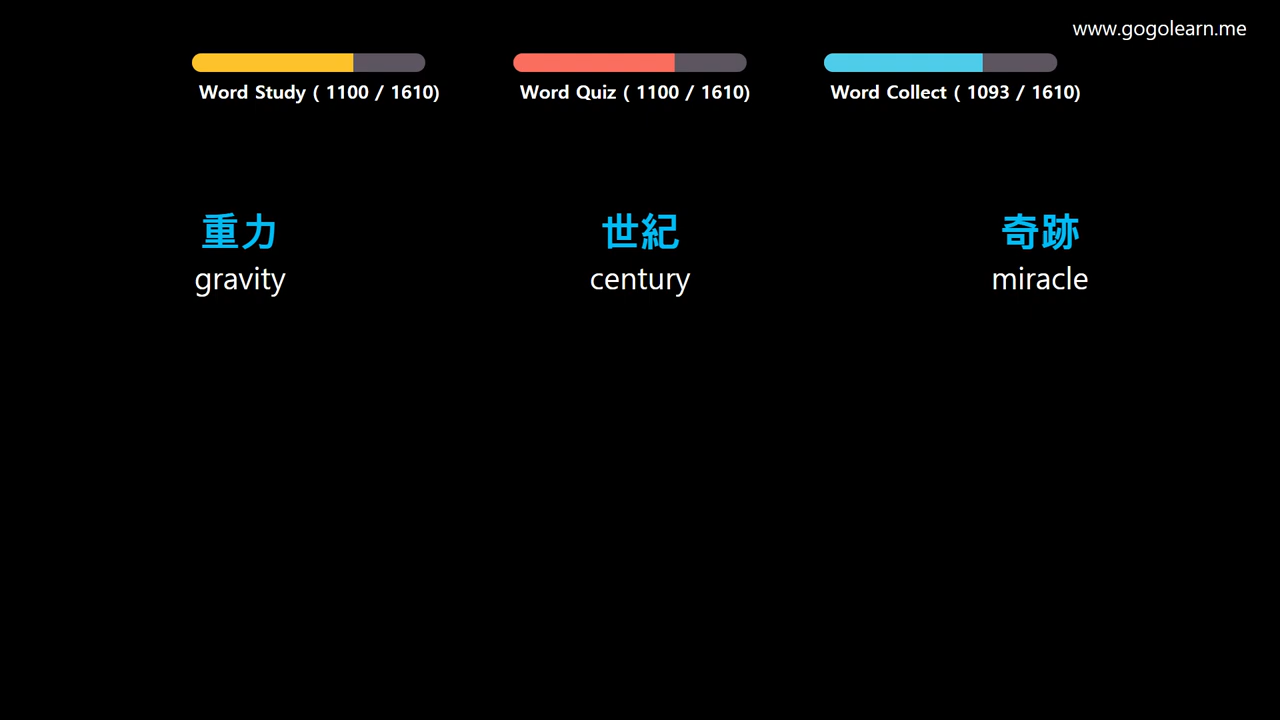 www.gogolearn.me
Word Study ( 1100 / 1610)
Word Quiz ( 1100 / 1610)
Word Collect ( 1093 / 1610)
重力
gravity
世紀
century
奇跡
miracle